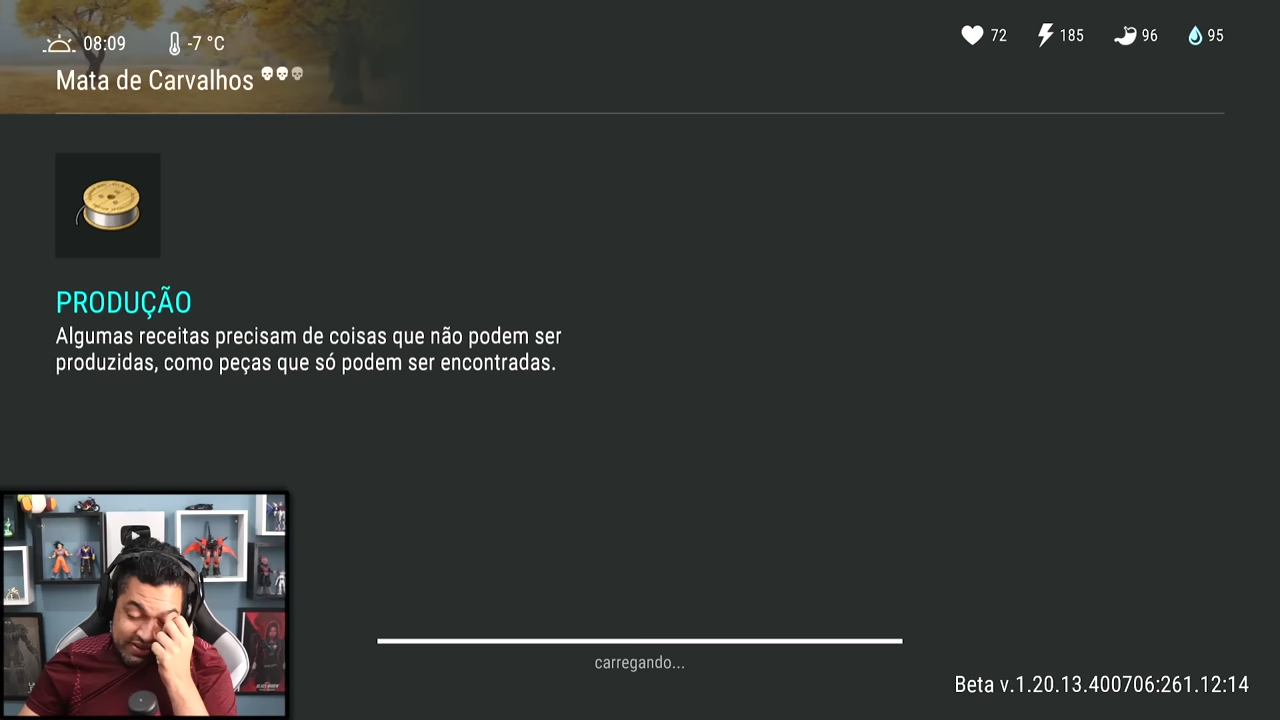 08:09 -7 °C 72 185 96 95
Mata de Carvalhos
PRODUÇÃO
Algumas receitas precisam de coisas que não podem ser
produzidas, como peças que só podem ser encontradas.
carregando...
Beta v.1.20.13.400706:261.12:14